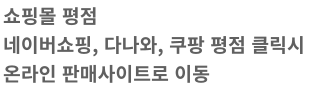 쇼핑몰 평점
네이버쇼핑, 다나와, 쿠팡 평점 클릭시
온라인 판매사이트로 이동